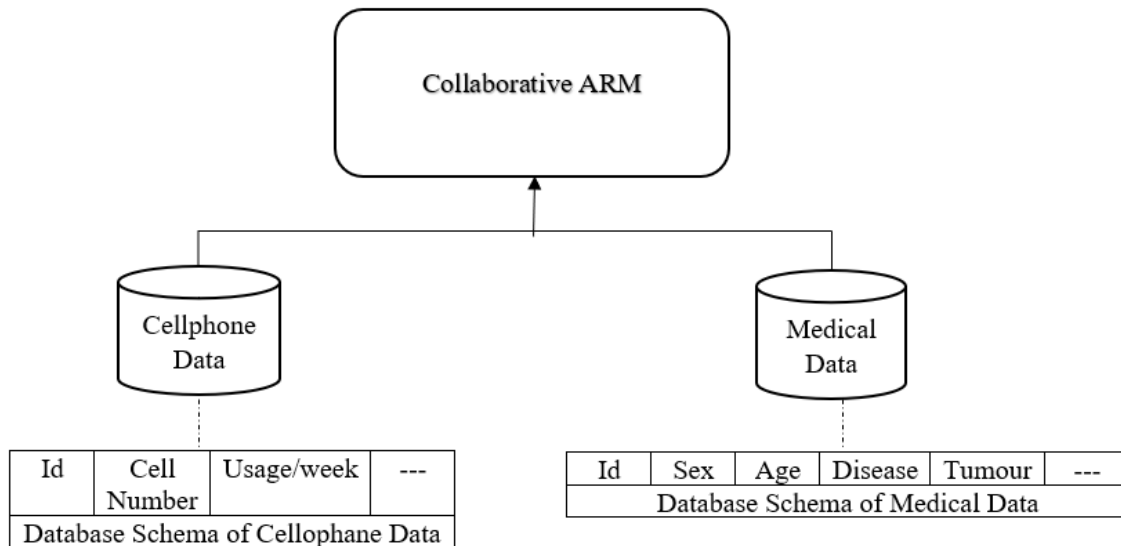 Collaborative ARM
Cellphone
Data
Medical
Data
Id Cell Usage/week ---
Number
Database Schema of Cellophane Data
Id Sex Age Disease Tumour ---
Database Schema of Medical Data